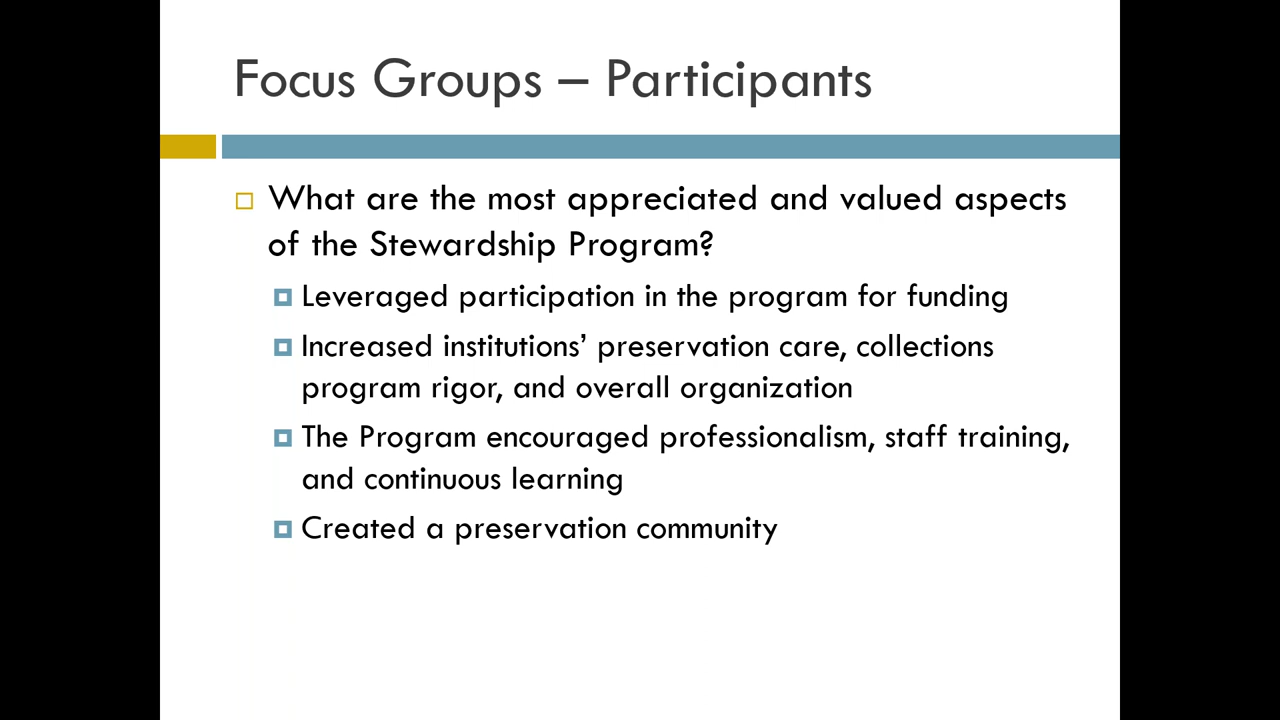 Focus Groups – Participants
What are the most appreciated and valued aspects
of the Stewardship Program?
Leveraged participation in the program for funding
Increased institutions’ preservation care, collections
program rigor, and overall organization
The Program encouraged professionalism, staff training,
and continuous learning
Created a preservation community